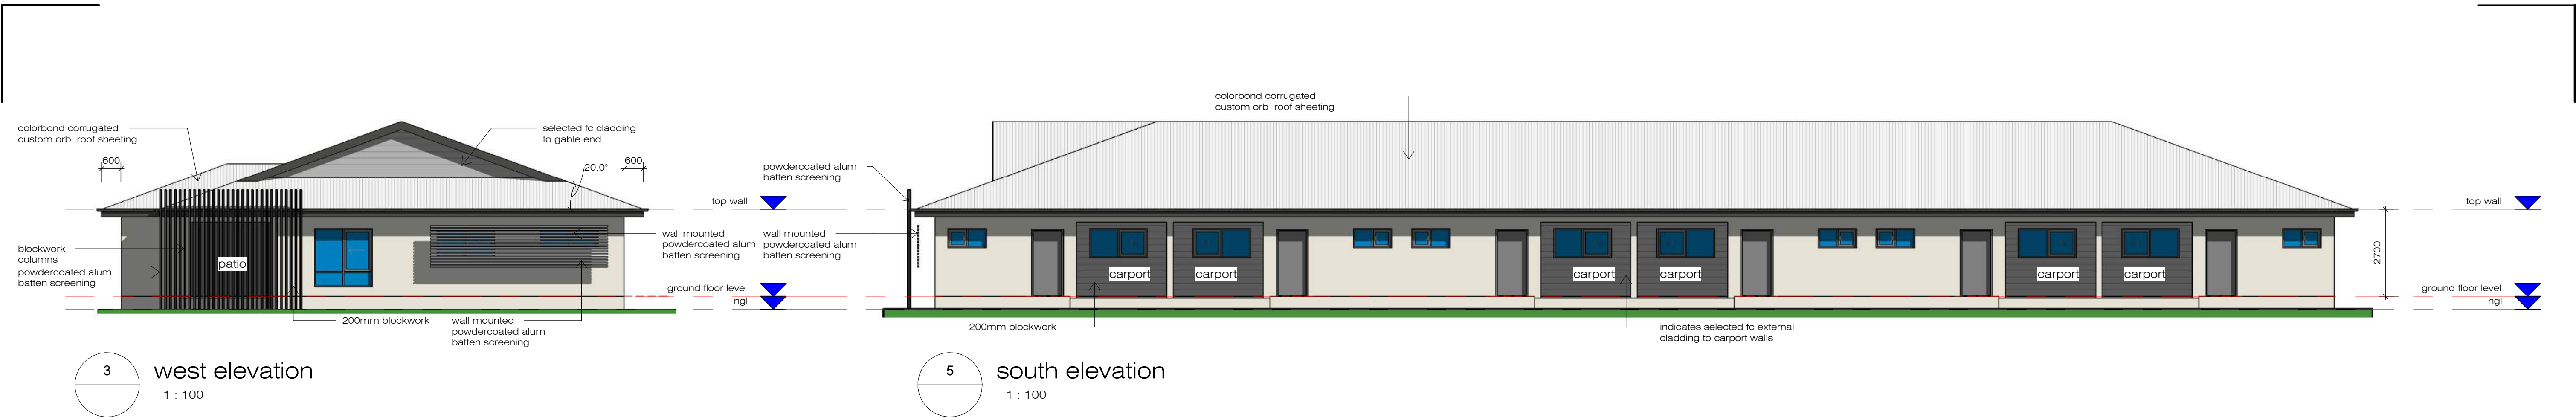 colorbond corrugated
custom orb roof sheeting
600
selected fc cladding
to gable end
20.0°
600
top wall
blockwork
columns
powdercoated alum
batten screening
patio
wall mounted
powdercoated alum
batten screening
ground floor level
ngl
200mm blockwork
wall mounted
powdercoated alum
batten screening
3
west elevation
1 : 100
colorbond corrugated
custom orb roof sheeting
powdercoated alum
batten screening
wall mounted
powdercoated alum
batten screening
carport
carport
carport
carport
carport
carport
top wall
2700
ground floor level
ngl
200mm blockwork
indicates selected fc external
cladding to carport walls
5
south elevation
1 : 100